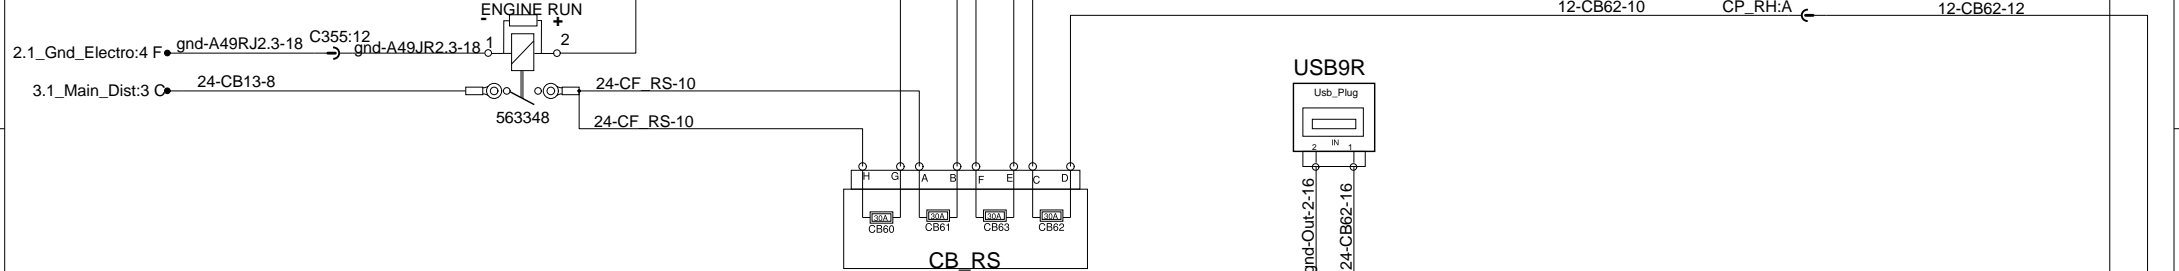 ENGINE RUN
- +
12-CB62-10 CP_RH:A 12-CB62-12
2.1_Gnd_Electro:4 F gnd-A49RJ2.3-18 C355:12 gnd-A49JR2.3-18 1 2
3.1_Main_Dist:3 C 24-CB13-8 24-CF_RS-10
563348 24-CF_RS-10
USB9R
Usb_Plug
IN
2 1
gnd-Out-2-16 24-CB62-16
H G A B F E C D
30A 30A 30A 30A
CB60 CB61 CB63 CB62
CB_RS